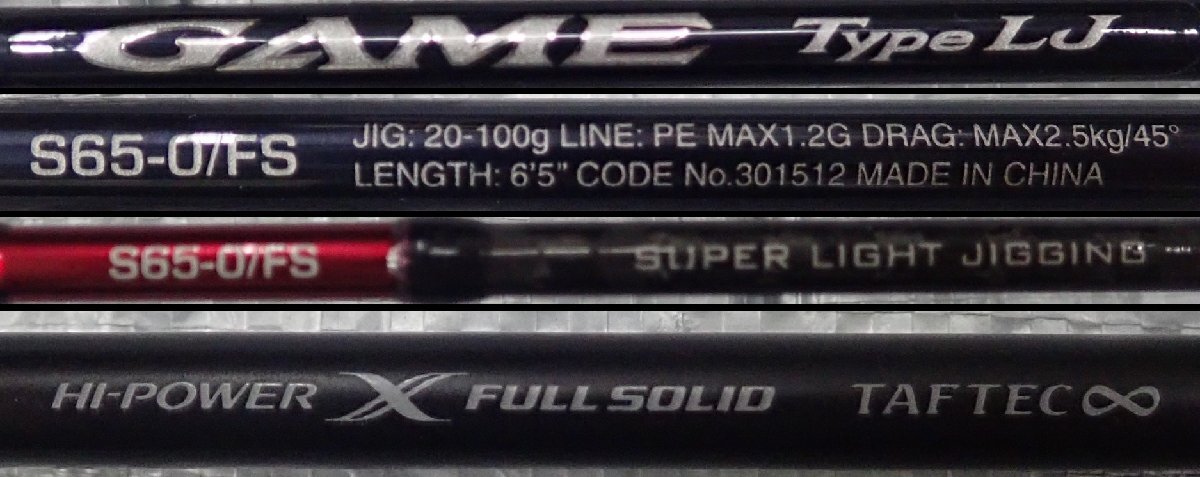 GAME Type LJ
S65-0/FS
JIG: 20-100g LINE: PE MAX1.2G DRAG: MAX2.5kg/45°
LENGTH: 6'5" CODE No.301512 MADE IN CHINA
S65-0/FS SUPER LIGHT JIGGING
HI-POWER X FULL SOLID TAFTEC∞